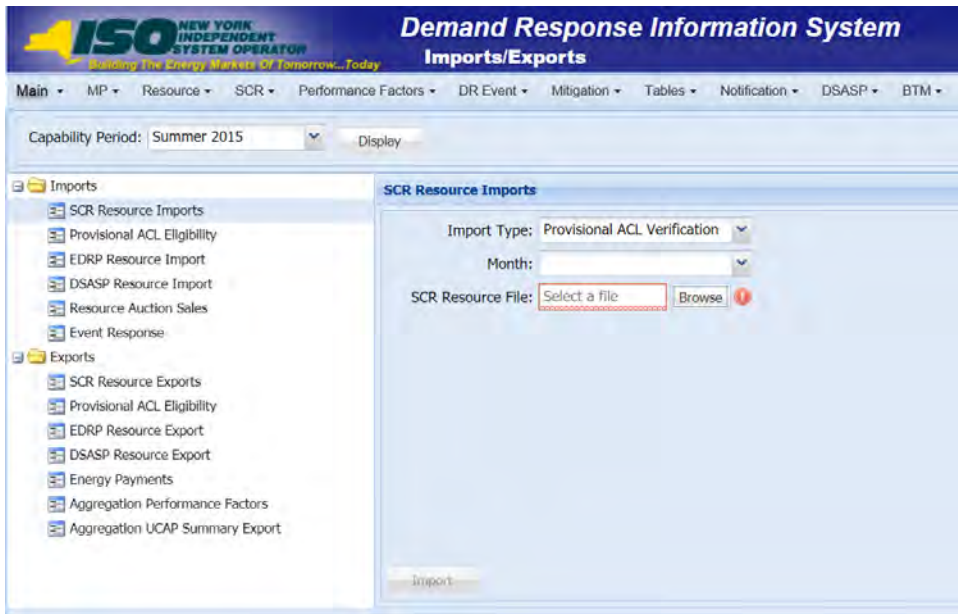 ISO NEW YORK
INDEPENDENT
SYSTEM OPERATOR
Building The Energy Markets Of Tomorrow...Today
Demand Response Information System
Imports/Exports
Main MP Resource SCR Performance Factors DR Event Mitigation Tables Notification DSASP BTM
Capability Period: Summer 2015 Display
Imports
SCR Resource Imports
Provisional ACL Eligibility
EDRP Resource Import
DSASP Resource Import
Resource Auction Sales
Event Response
Exports
SCR Resource Exports
Provisional ACL Eligibility
EDRP Resource Export
DSASP Resource Export
Energy Payments
Aggregation Performance Factors
Aggregation UCAP Summary Export
SCR Resource Imports
Import Type: Provisional ACL Verification
Month:
SCR Resource File: Select a file Browse
Import